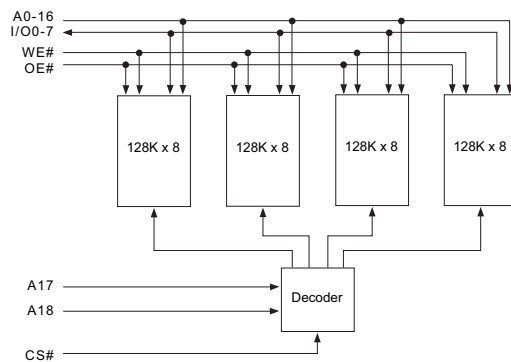 A0-16
I/O0-7
WE#
OE#
128K x 8
128K x 8
128K x 8
128K x 8
A17
Decoder
A18
CS#